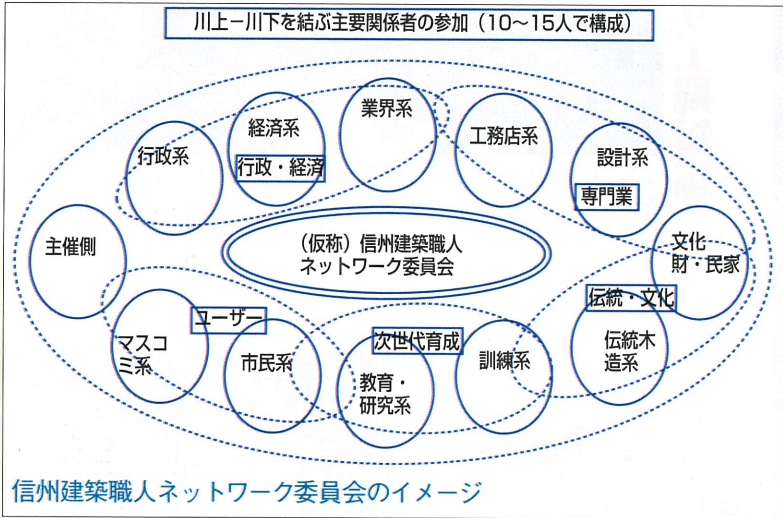 川上－川下を結ぶ主要関係者の参加（10～15人で構成）
業界系
経済系
工務店系
行政系
設計系
行政・経済
専門業
主催側
（仮称）信州建築職人
ネットワーク委員会
文化
財・民家
伝統・文化
ユーザー
マスコ
ミ系
次世代育成
市民系
訓練系
伝統木
造系
教育・
研究系
信州建築職人ネットワーク委員会のイメージ